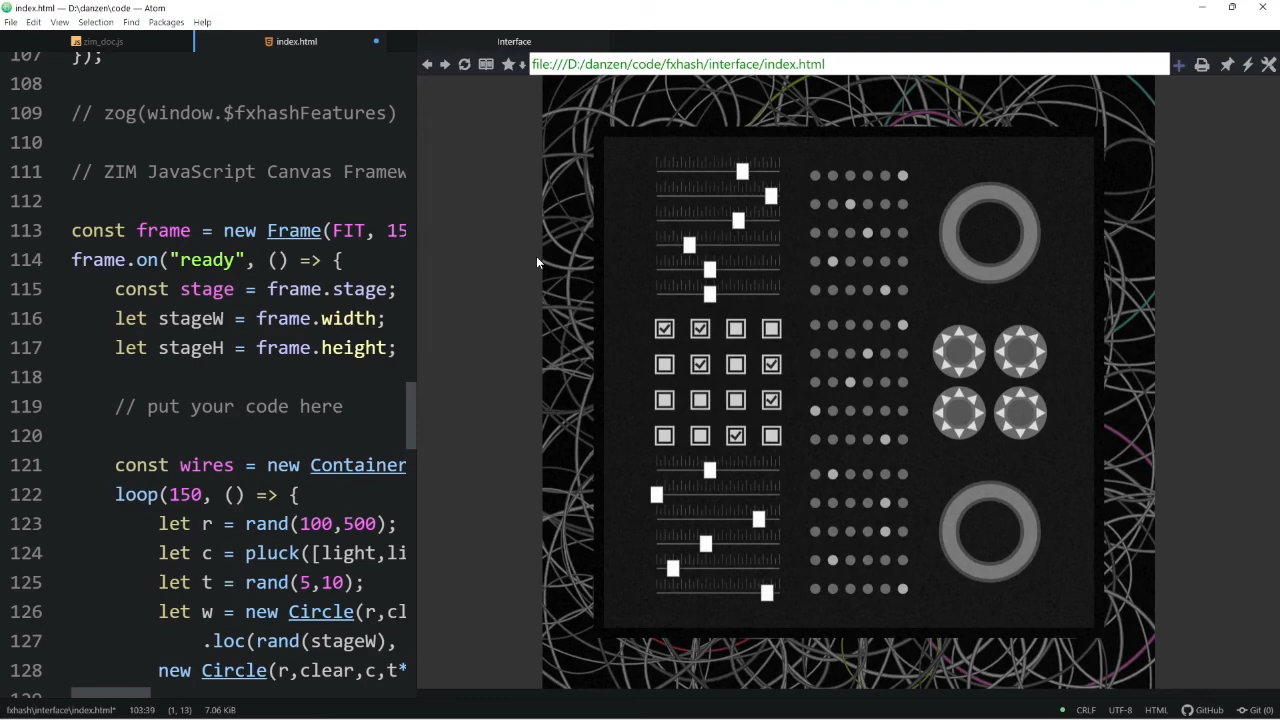 index.html — D:\danzen\code — Atom
File Edit View Selection Find Packages Help
zim_doc.js
index.html
Interface
file:///D:/danzen/code/fxhash/interface/index.html
107 });
108
109 // zog(window.$fxhashFeatures)
110
111 // ZIM JavaScript Canvas Framew
112
113 const frame = new Frame(FIT, 15
114 frame.on("ready", () => {
115 const stage = frame.stage;
116 let stageW = frame.width;
117 let stageH = frame.height;
118
119 // put your code here
120
121 const wires = new Container
122 loop(150, () => {
123 let r = rand(100,500);
124 let c = pluck([light,li
125 let t = rand(5,10);
126 let w = new Circle(r,cl
127 .loc(rand(stageW),
128 new Circle(r,clear,c,t*
fxhash\interface\index.html* 103:39 (1, 13) 7.06 KiB
CRLF UTF-8 HTML GitHub Git (0)